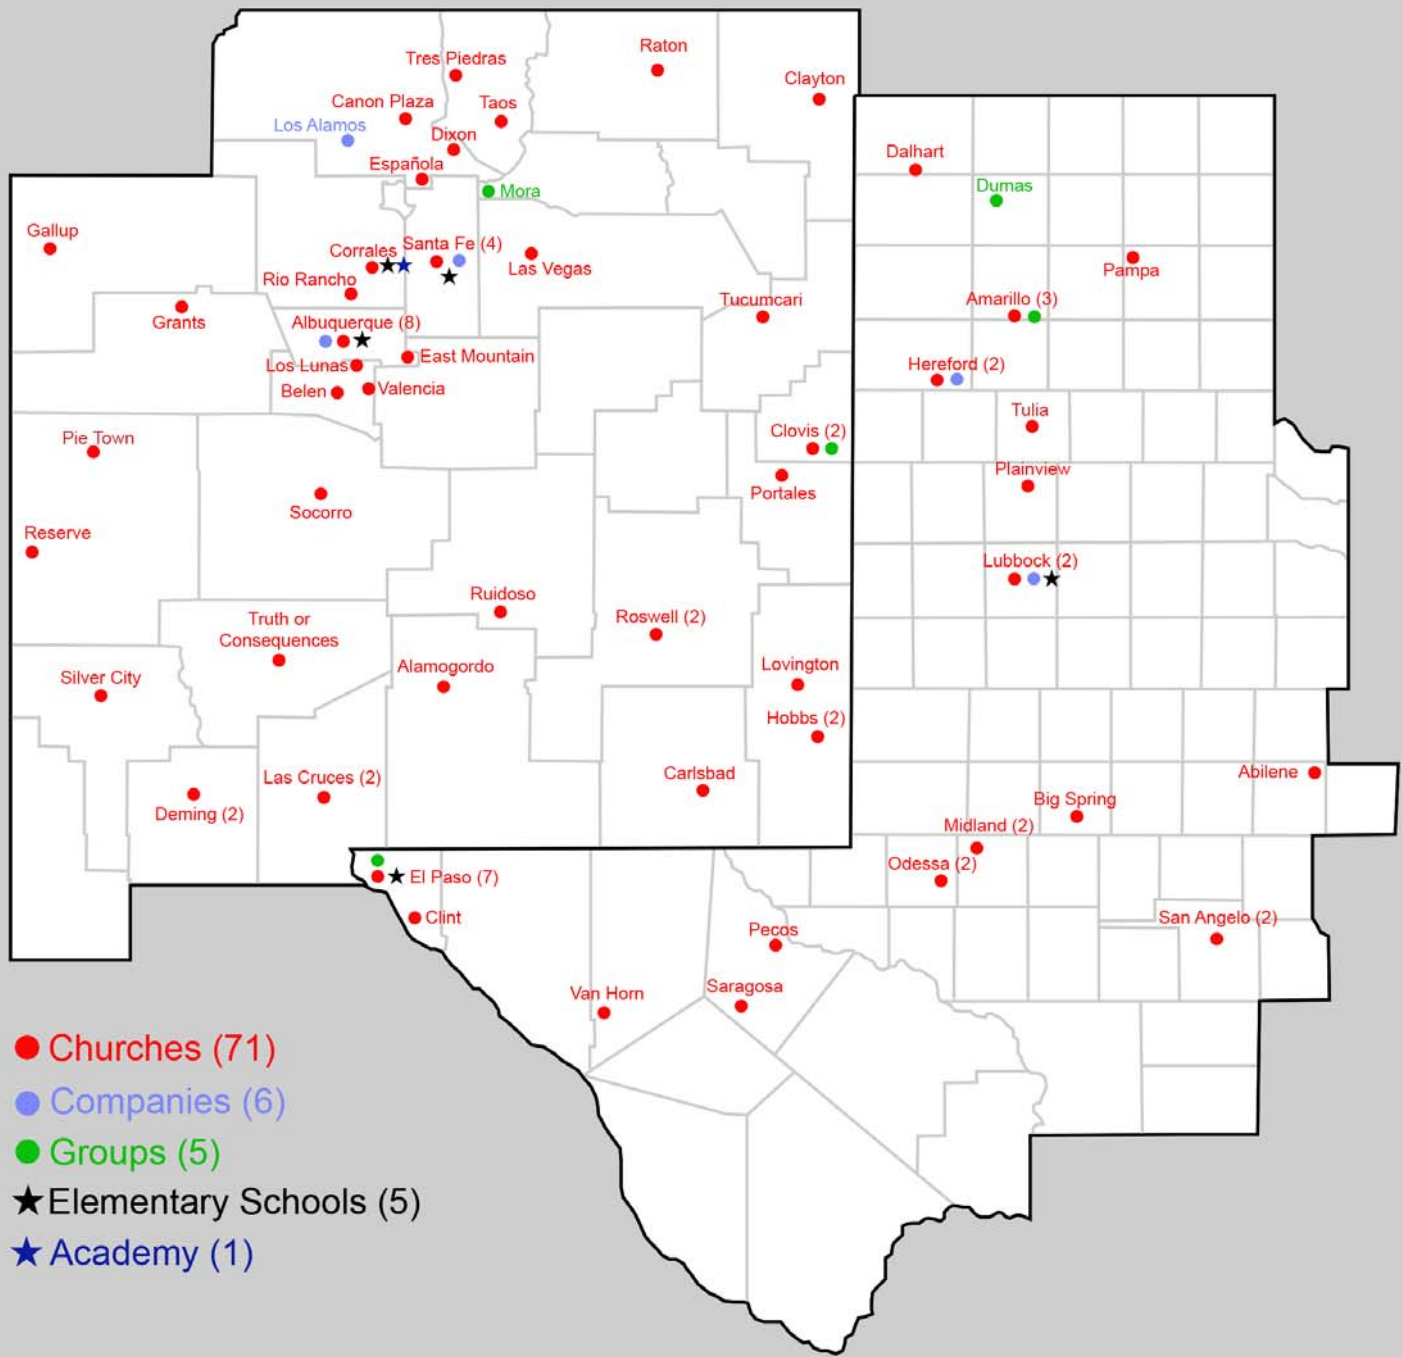 Raton
Tres Piedras
Clayton
Canon Plaza
Taos
Los Alamos
Dixon
Dalhart
Española
Dumas
Mora
Gallup
Santa Fe (4)
Corrales
Las Vegas
Pampa
Rio Rancho
Tucumcari
Amarillo (3)
Grants
Albuquerque (8)
East Mountain
Los Lunas
Hereford (2)
Belen
Valencia
Tulia
Clovis (2)
Pie Town
Plainview
Portales
Socorro
Reserve
Lubbock (2)
Ruidoso
Truth or
Consequences
Roswell (2)
Alamogordo
Lovington
Silver City
Hobbs (2)
Carlsbad
Abilene
Las Cruces (2)
Big Spring
Deming (2)
Midland (2)
Odessa (2)
El Paso (7)
Clint
San Angelo (2)
Pecos
Saragosa
Van Horn
Churches (71)
Companies (6)
Groups (5)
Elementary Schools (5)
Academy (1)